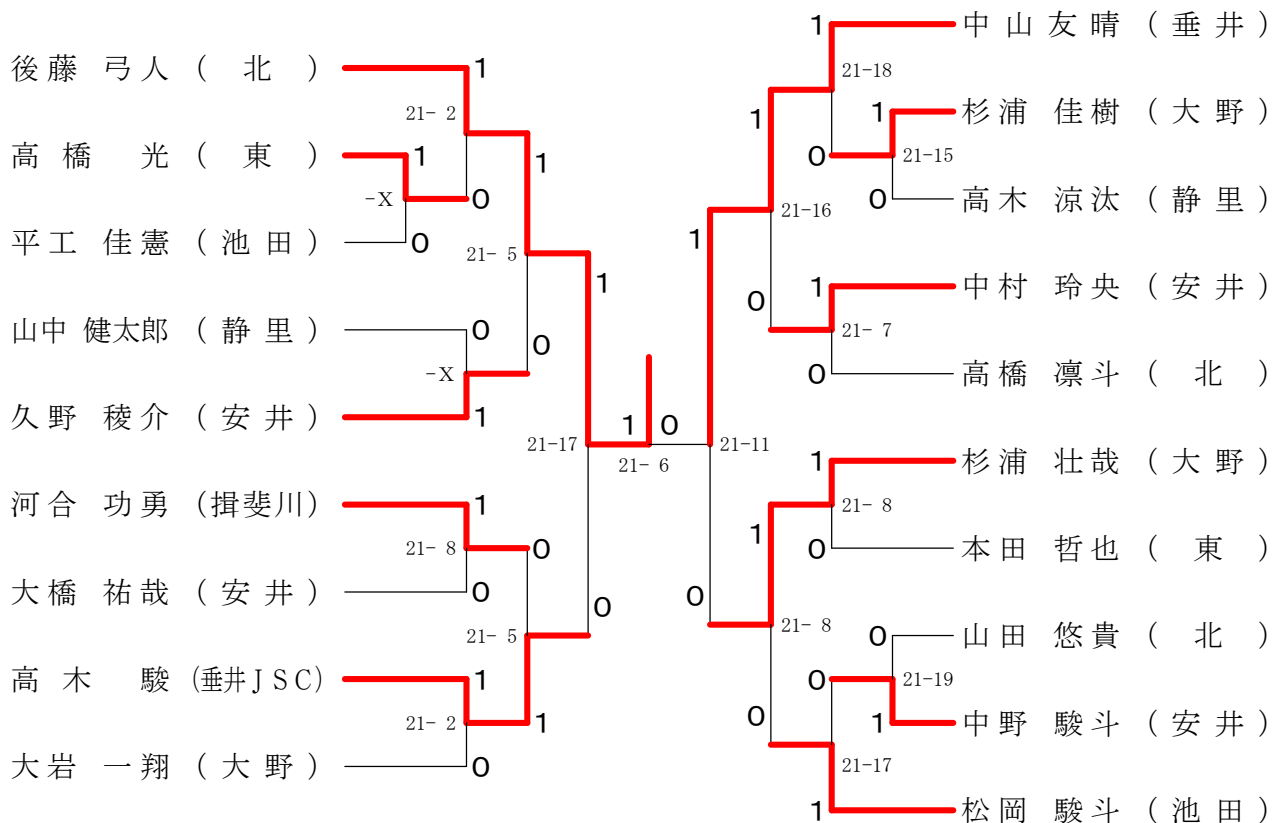 中山友晴（垂井）
1
後藤 弓人（ 北 ）
1
21-18
21- 2
1
杉浦 佳樹（大野）
1
高橋 光（ 東 ）
1
1
0
21-15
-X
0
0
高木 涼汰（静里）
21-16
平工 佳憲（池田）
0
21- 5
1
1
1
中村 玲央（安井）
0
山中 健太郎（静里）
0
0
21- 7
-X
0
高橋 凛斗（ 北 ）
久野 稜介（安井）
1
1
0
21-17
21- 6
21-11
1
杉浦 壮哉（大野）
河合 功勇（揖斐川）
1
21- 8
1
21- 8
0
0
本田 哲也（ 東 ）
大橋 祐哉（安井）
0
0
0
21- 5
21- 8
0
山田 悠貴（ 北 ）
高木 駿（垂井ＪＳＣ）
1
0
21-19
21- 2
1
0
1
中野 駿斗（安井）
大岩 一翔（大野）
0
21-17
1
松岡 駿斗（池田）